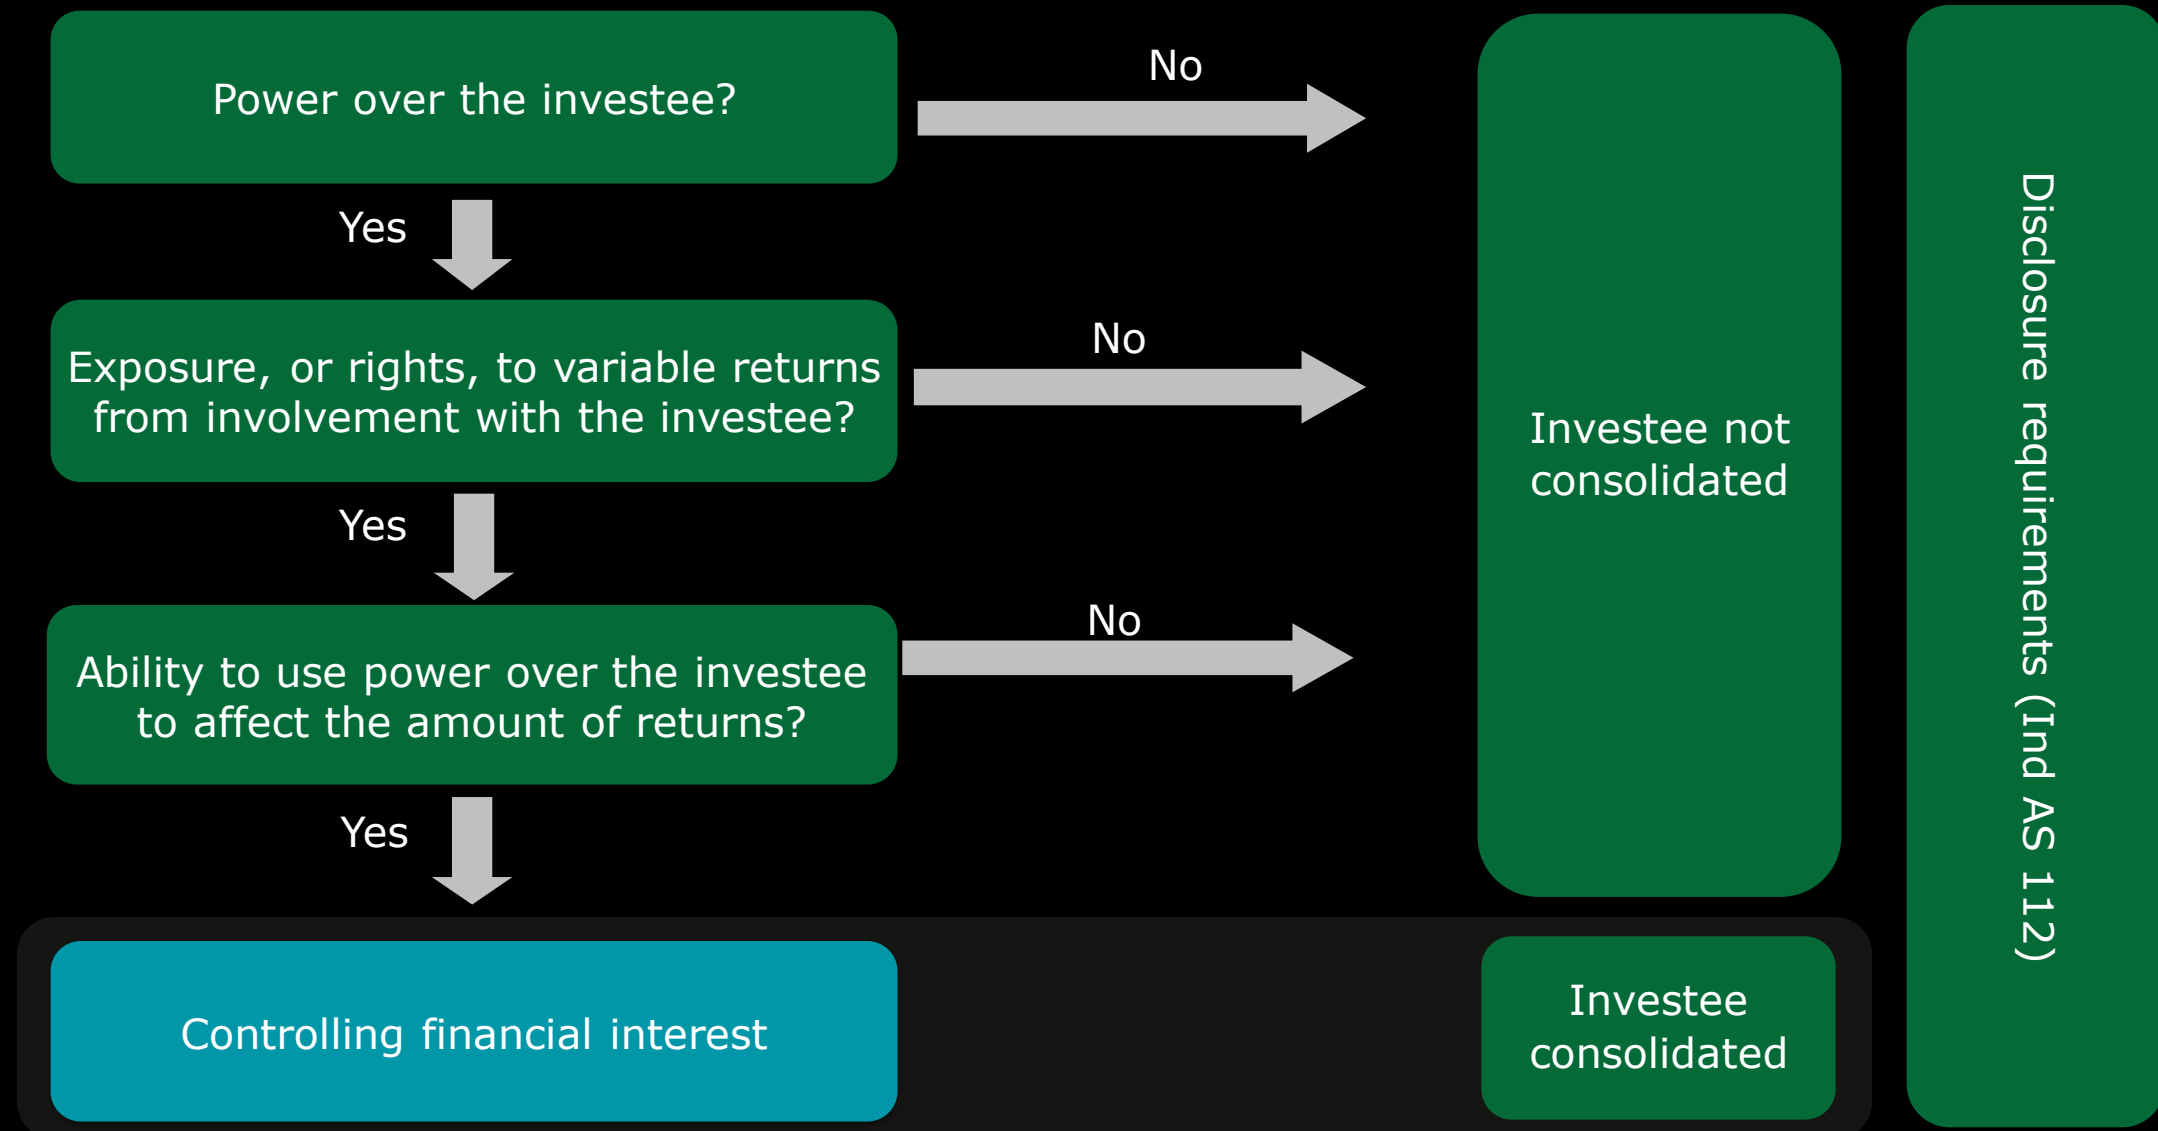 Power over the investee?
No
Yes
Exposure, or rights, to variable returns
from involvement with the investee?
No
Yes
Ability to use power over the investee
to affect the amount of returns?
No
Yes
Controlling financial interest
Investee not
consolidated
Investee
consolidated
Disclosure requirements (Ind AS 112)